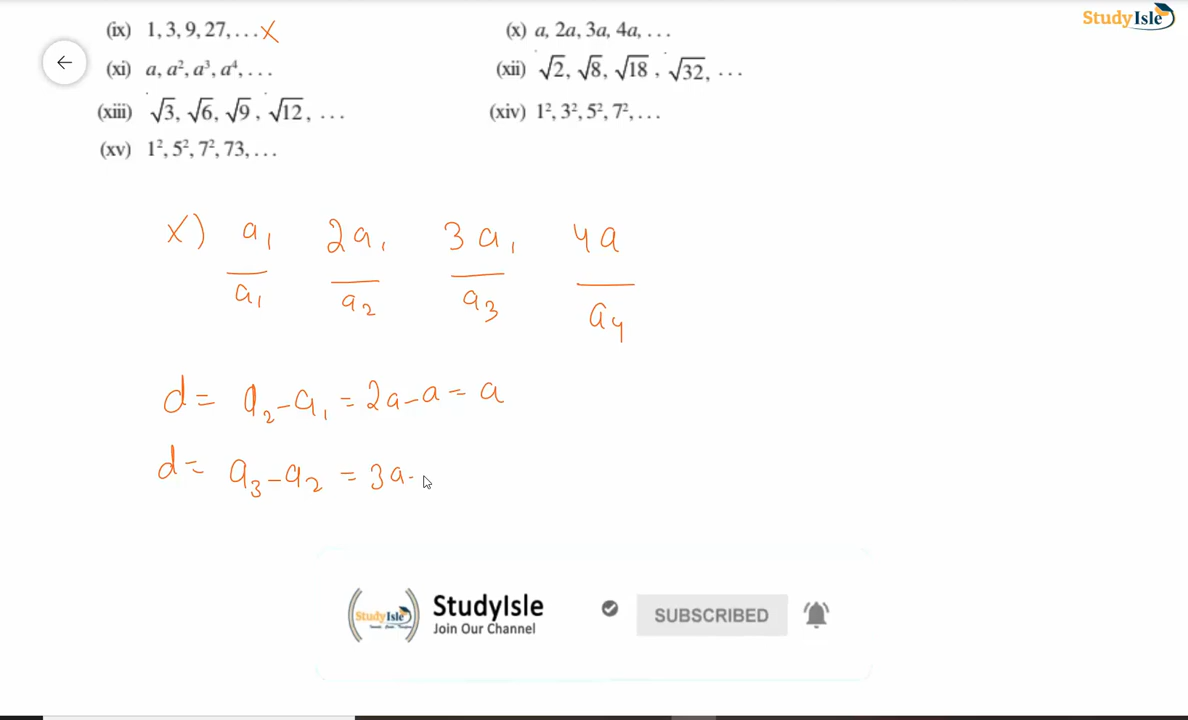 StudyIsle
(ix) 1, 3, 9, 27, . . . X
(x) a, 2a, 3a, 4a, . . .
(xi) a, a², a³, a⁴, . . .
(xii) √2, √8, √18 , √32, . . .
(xiii) √3, √6, √9 , √12, . . .
(xiv) 1², 3², 5², 7², . . .
(xv) 1², 5², 7², 73, . . .
x) a, 2a, 3a, 4a
a₁ a₂ a₃ a₄
d = a₂-a₁ = 2a-a = a
d = a₃-a₂ = 3a-
StudyIsle
StudyIsle
Join Our Channel
SUBSCRIBED